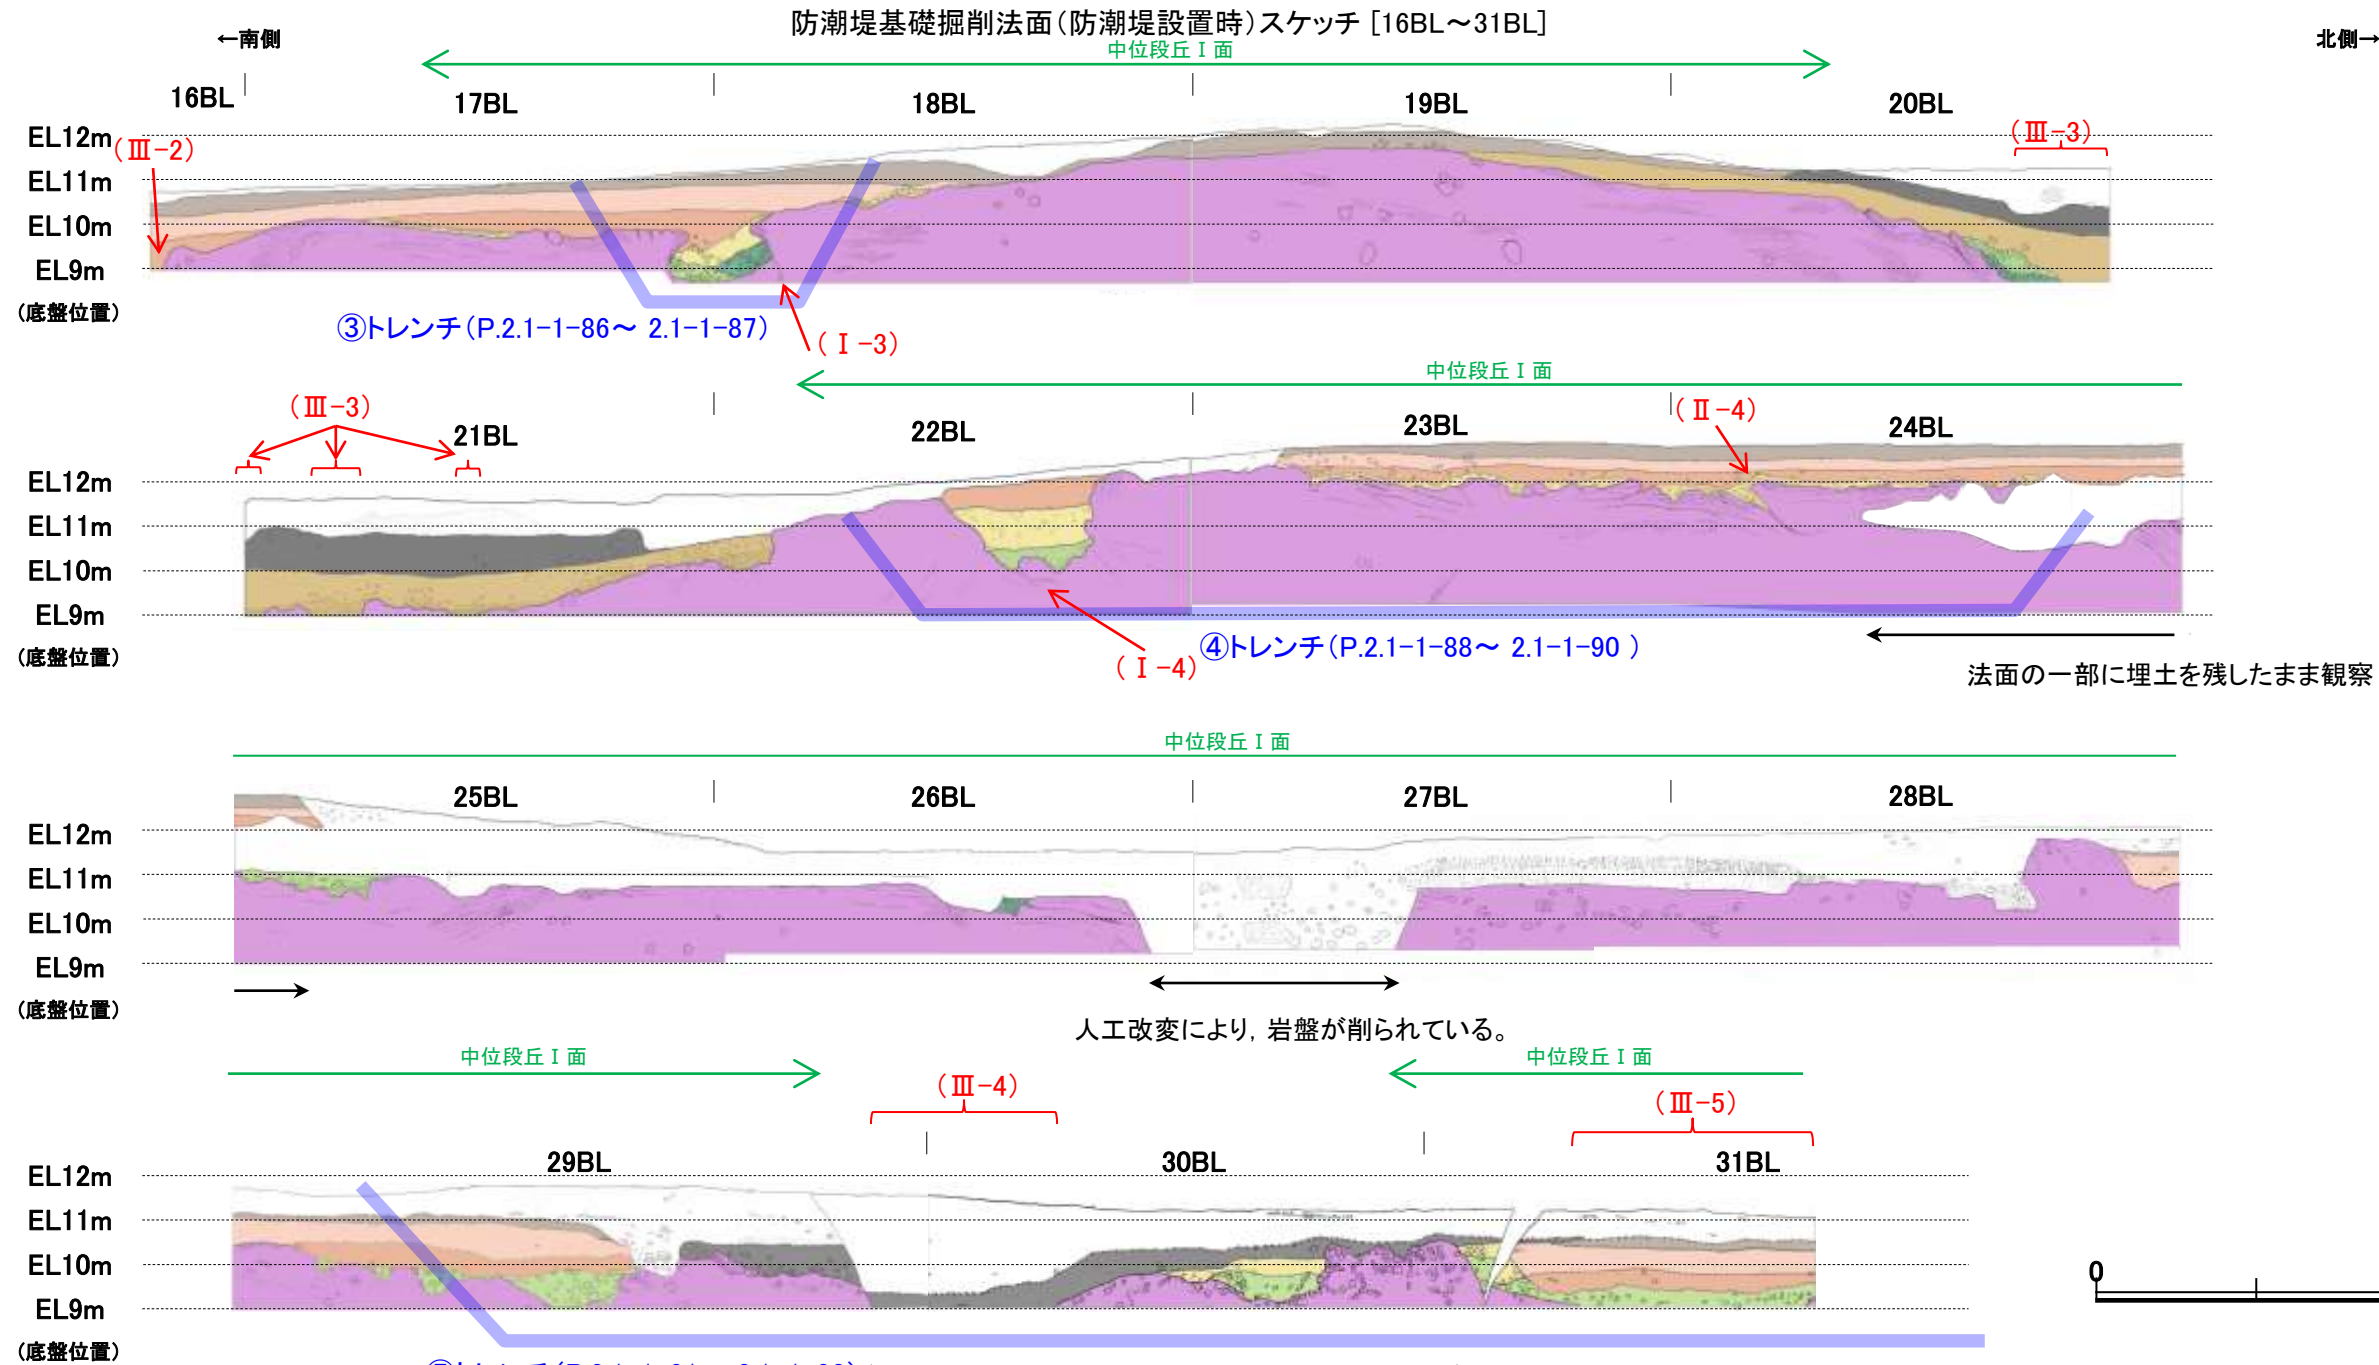 防潮堤基礎掘削法面(防潮堤設置時)スケッチ [16BL～31BL]
←南側
北側→
中位段丘Ⅰ面
16BL
17BL
18BL
19BL
20BL
EL12m
(Ⅲ-2)
(Ⅲ-3)
EL11m
EL10m
EL9m
(底盤位置)
③トレンチ(P.2.1-1-86～ 2.1-1-87)
(Ⅰ-3)
中位段丘Ⅰ面
(Ⅲ-3)
(Ⅱ-4)
21BL
22BL
23BL
24BL
EL12m
EL11m
EL10m
EL9m
(底盤位置)
(Ⅰ-4)
④トレンチ(P.2.1-1-88～ 2.1-1-90 )
法面の一部に埋土を残したまま観察
中位段丘Ⅰ面
25BL
26BL
27BL
28BL
EL12m
EL11m
EL10m
EL9m
(底盤位置)
人工改変により，岩盤が削られている。
中位段丘Ⅰ面
中位段丘Ⅰ面
(Ⅲ-4)
(Ⅲ-5)
29BL
30BL
31BL
EL12m
EL11m
EL10m
EL9m
(底盤位置)
0